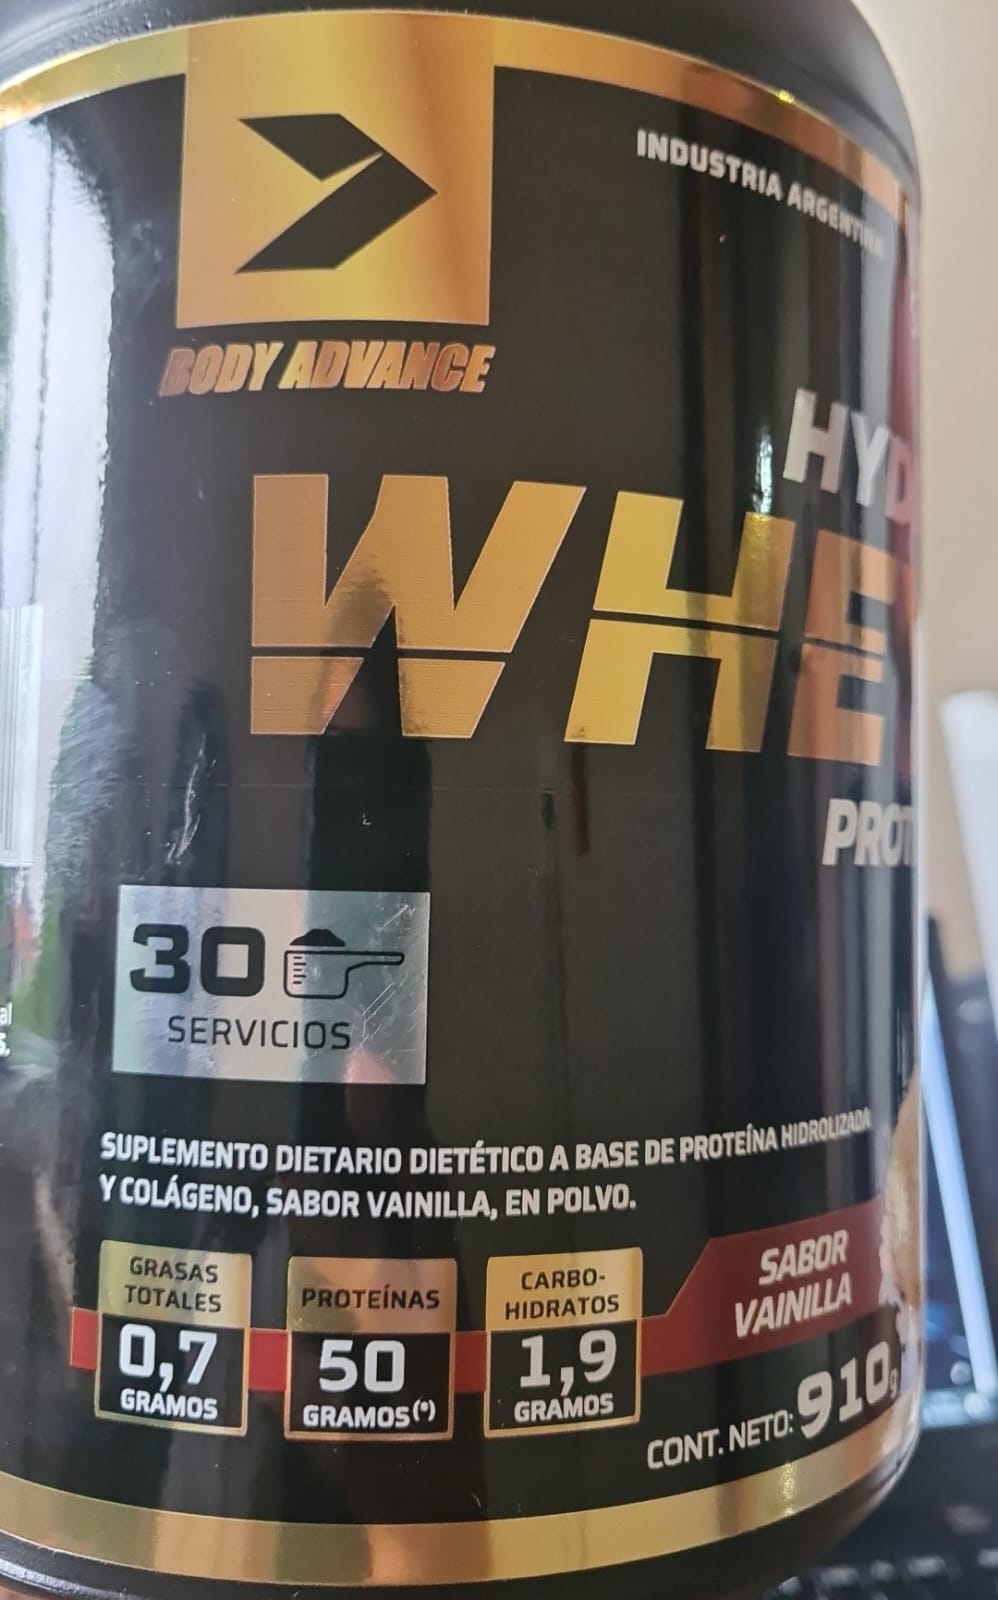 INDUSTRIA ARGENTINA
BODY ADVANCE
HYD
WHE
PROT
30
SERVICIOS
SUPLEMENTO DIETARIO DIETÉTICO A BASE DE PROTEÍNA HIDROLIZADA
Y COLÁGENO, SABOR VAINILLA, EN POLVO.
GRASAS
TOTALES
0,7
GRAMOS
PROTEÍNAS
50
GRAMOS(*)
CARBO-
HIDRATOS
1,9
GRAMOS
SABOR
VAINILLA
CONT. NETO: 910g